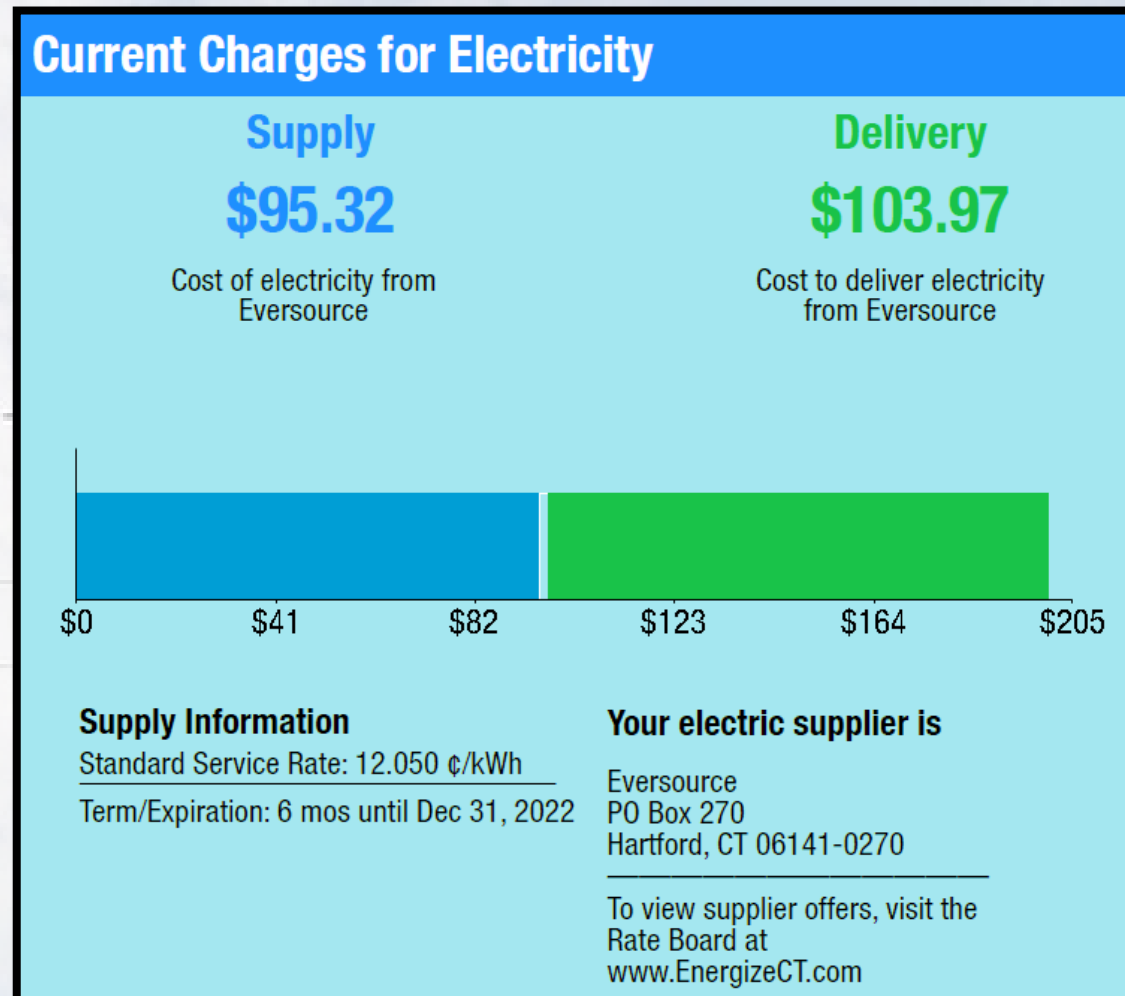 Current Charges for Electricity
Supply
$95.32
Cost of electricity from
Eversource
Delivery
$103.97
Cost to deliver electricity
from Eversource
$0 $41 $82 $123 $164 $205
Supply Information
Standard Service Rate: 12.050 ¢/kWh
Term/Expiration: 6 mos until Dec 31, 2022
Your electric supplier is
Eversource
PO Box 270
Hartford, CT 06141-0270
To view supplier offers, visit the
Rate Board at
www.EnergizeCT.com